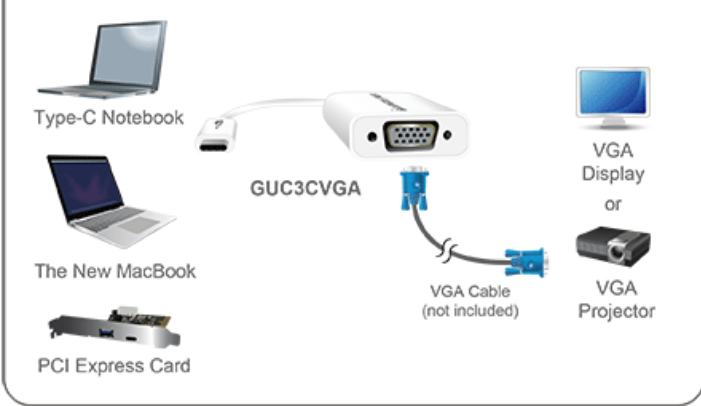 Type-C Notebook
The New MacBook
PCI Express Card
GUC3CVGA
VGA Cable
(not included)
VGA
Display
or
VGA
Projector